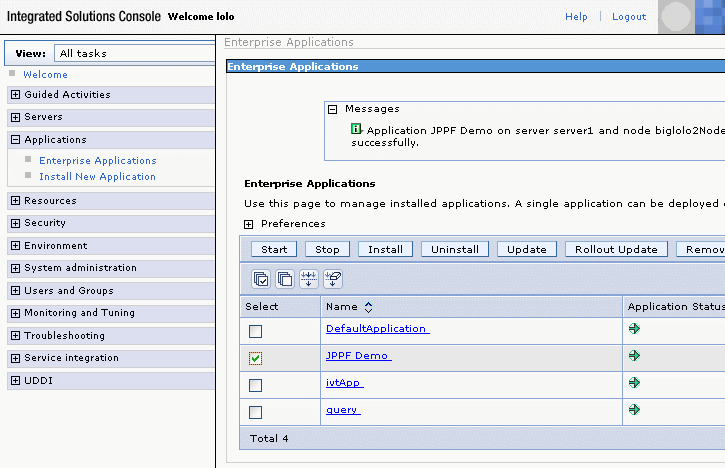 Integrated Solutions Console Welcome lolo
Help | Logout
View: All tasks
Welcome
Guided Activities
Servers
Applications
Enterprise Applications
Install New Application
Resources
Security
Environment
System administration
Users and Groups
Monitoring and Tuning
Troubleshooting
Service integration
UDDI
Enterprise Applications
Enterprise Applications
Messages
Application JPPF Demo on server server1 and node biglolo2Node
successfully.
Enterprise Applications
Use this page to manage installed applications. A single application can be deployed
Preferences
Start Stop Install Uninstall Update Rollout Update Remov
Select Name Application Status
DefaultApplication
JPPF Demo
ivtApp
query
Total 4